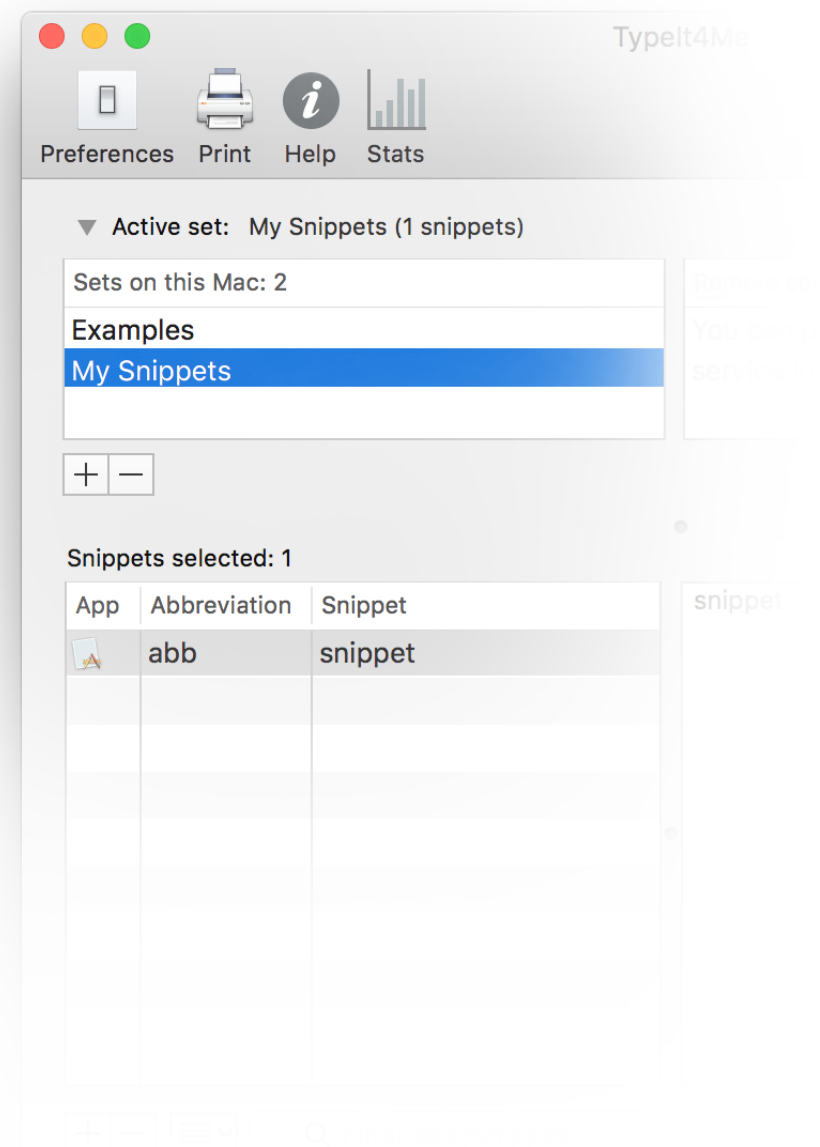 TypeIt4Me
Preferences Print Help Stats
Active set: My Snippets (1 snippets)
Sets on this Mac: 2
Examples
My Snippets
Snippets selected: 1
App Abbreviation Snippet
abb snippet
snippet